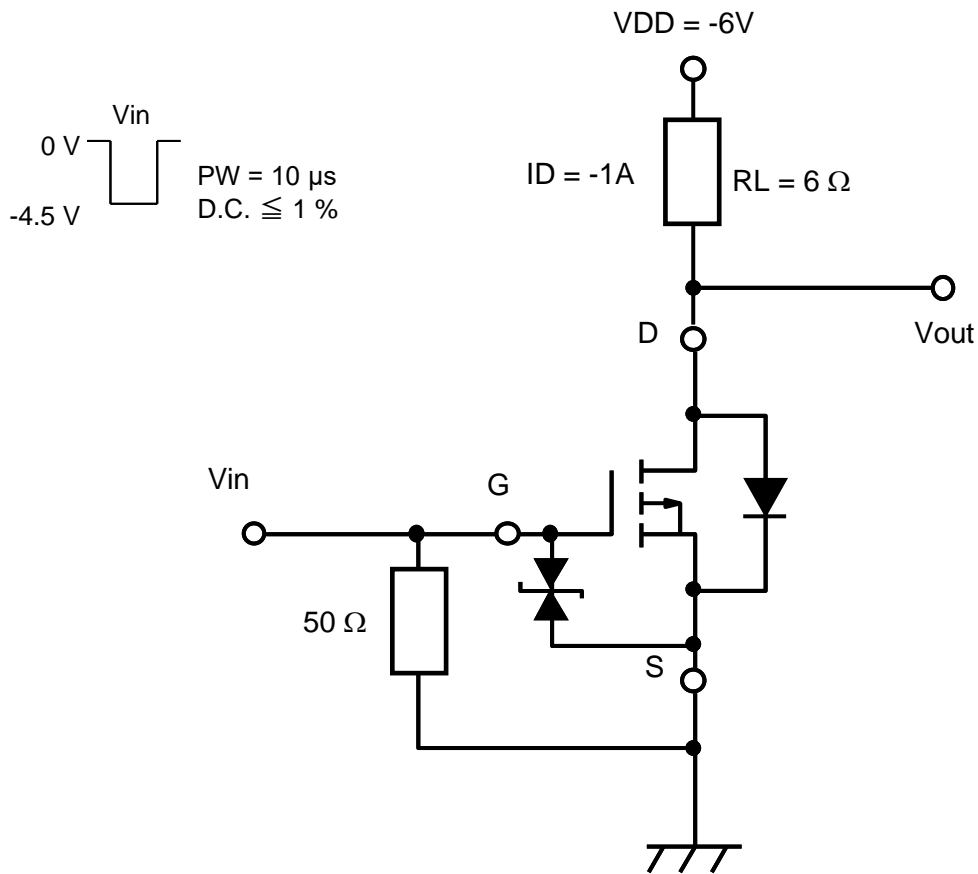 VDD = -6V
Vin
0 V
-4.5 V
PW = 10 µs
D.C. ≦ 1 %
ID = -1A
RL = 6 Ω
D
Vout
Vin
G
50 Ω
S